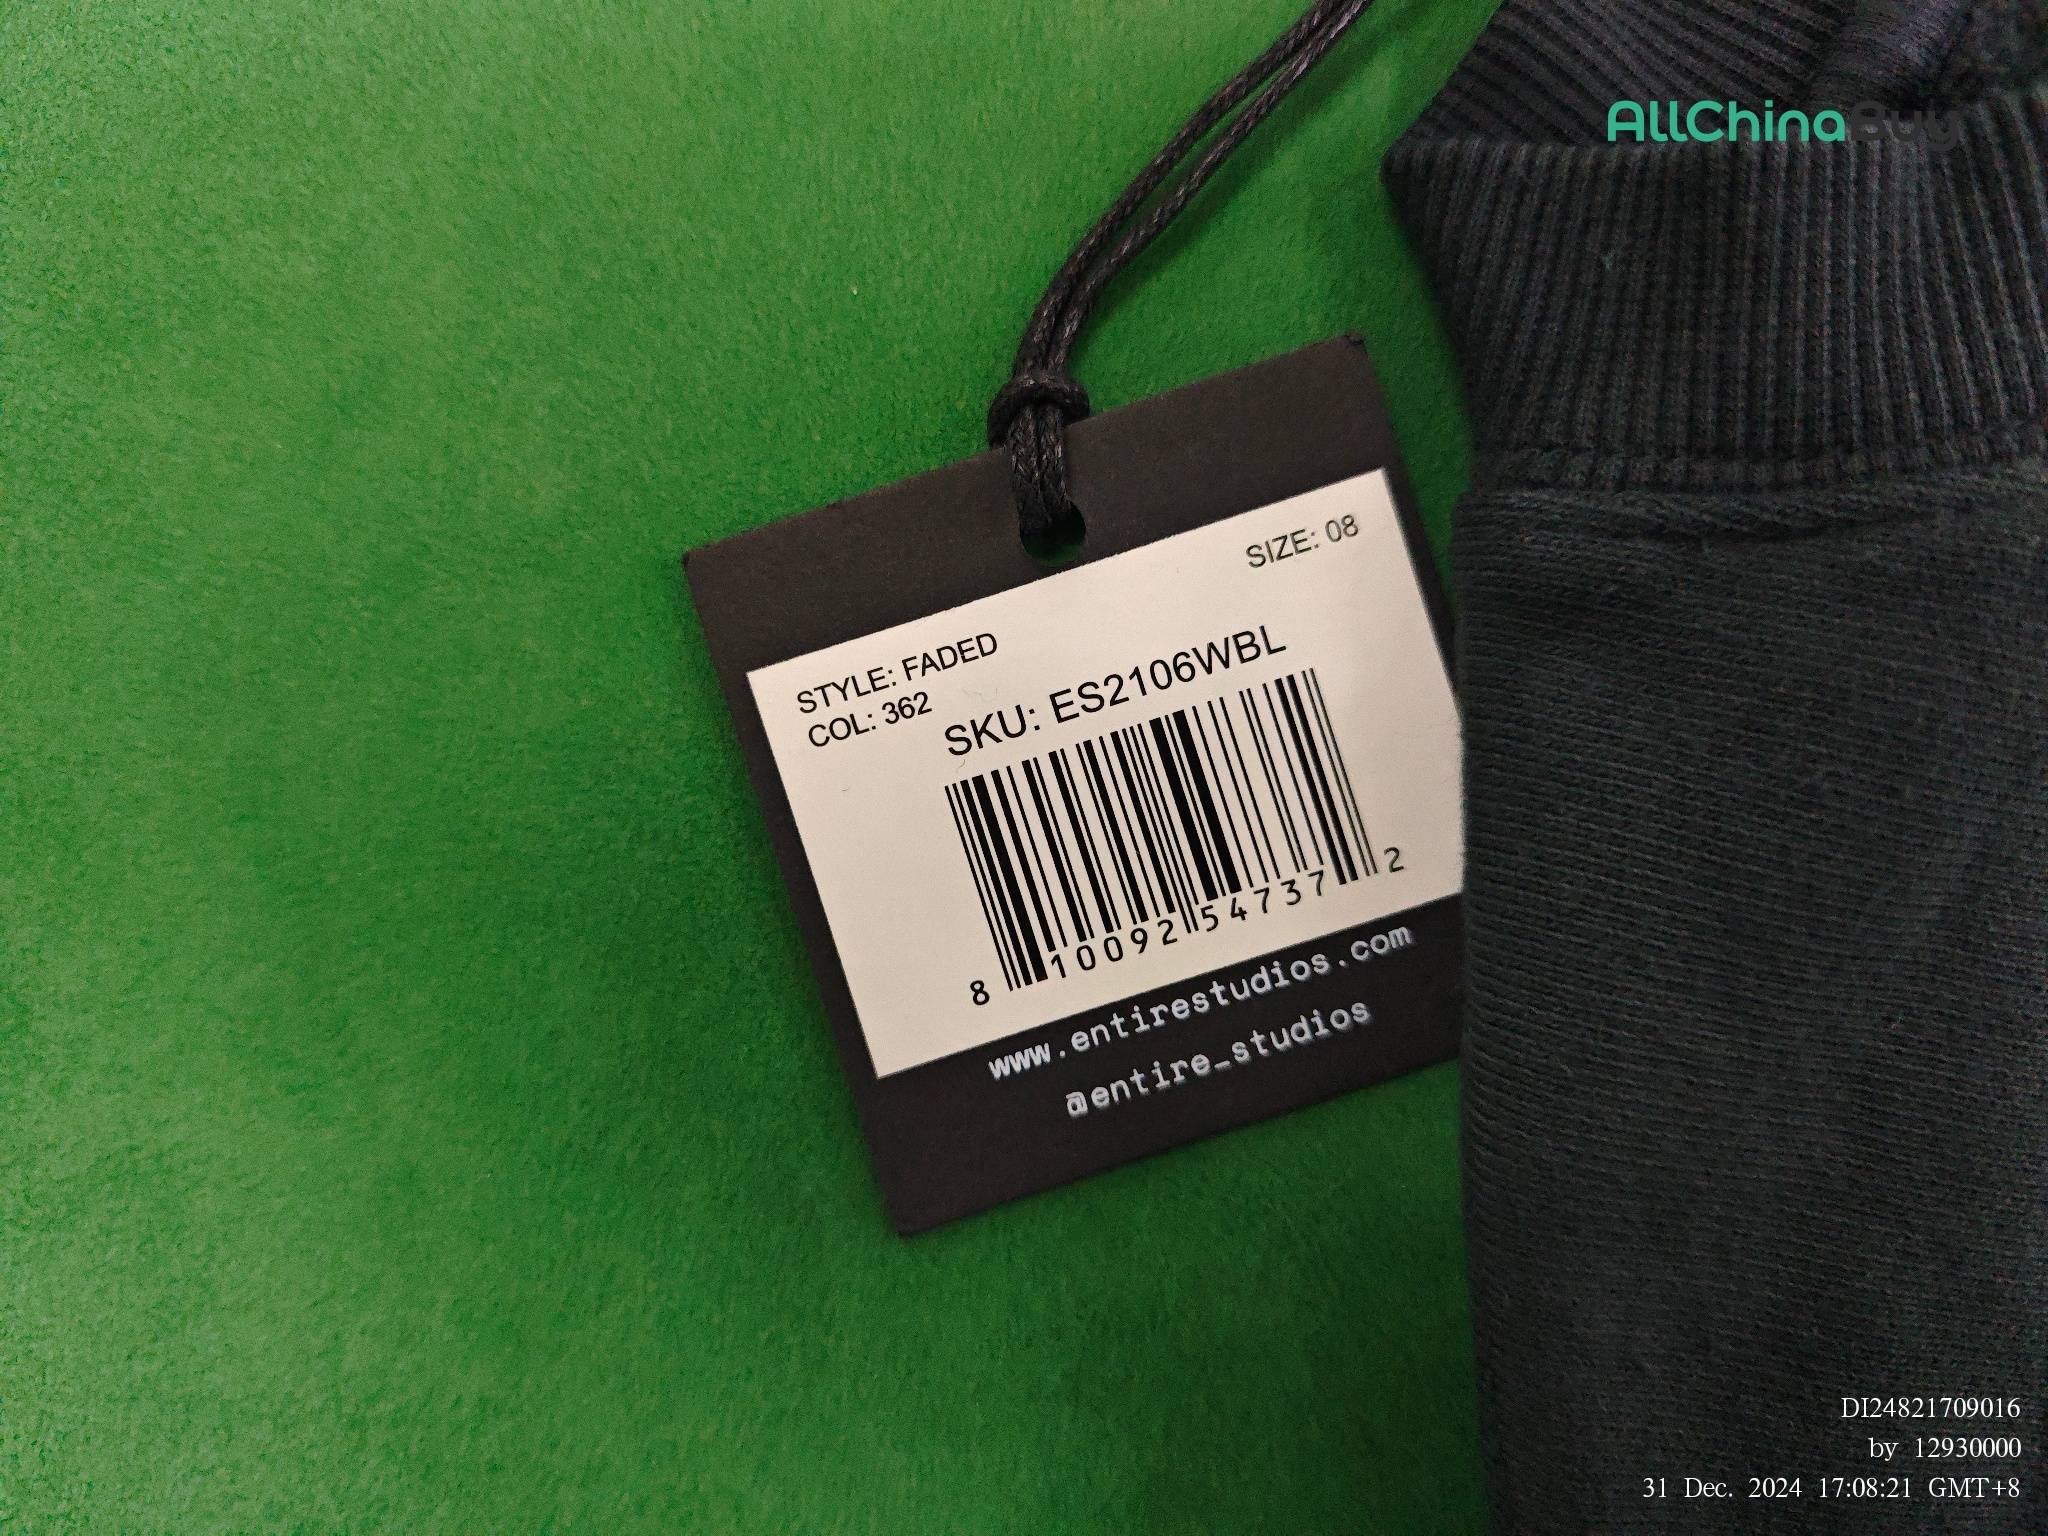 AllChinaBuy
SIZE: 08
STYLE: FADED
COL: 362
SKU: ES2106WBL
8 10092 54737 2
www.entirestudios.com
@entire_studios
DI24821709016
by 12930000
31 Dec. 2024 17:08:21 GMT+8